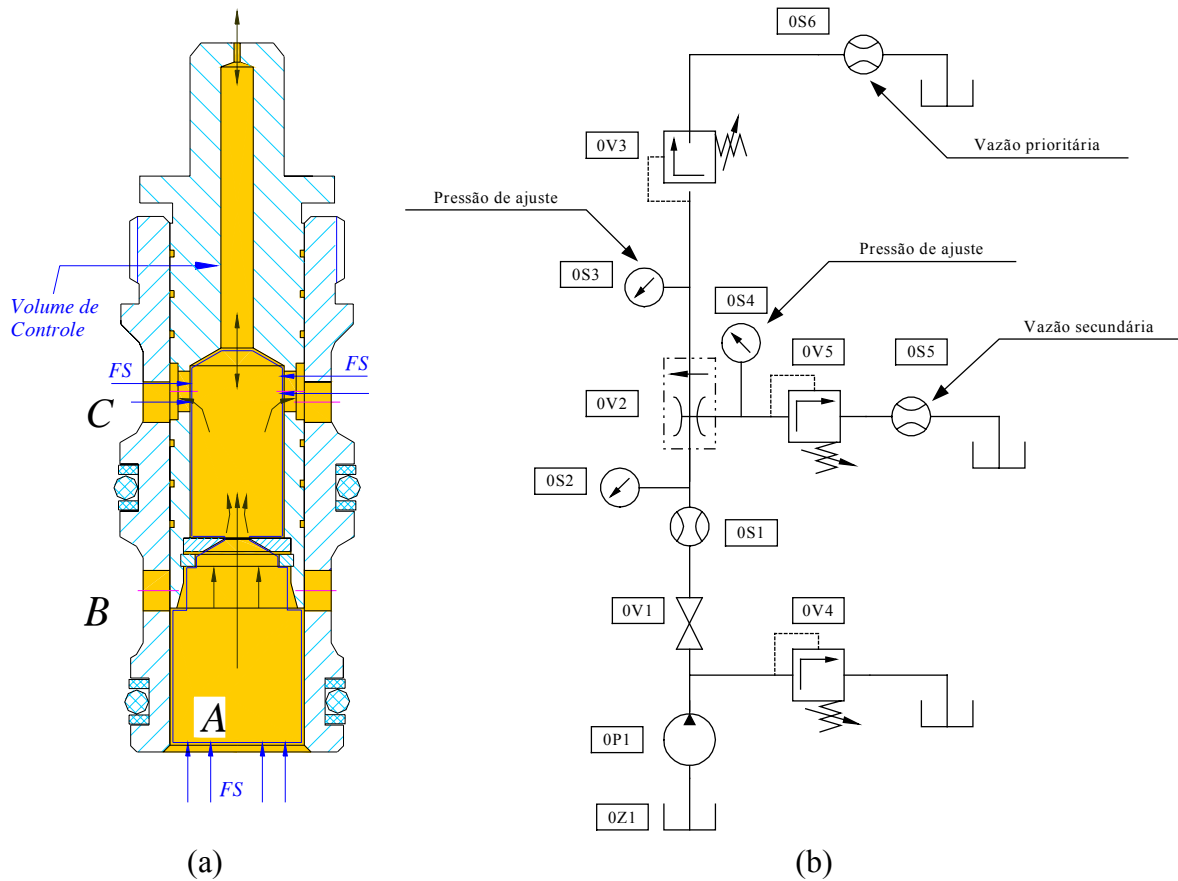 Volume de
Controle
FS
FS
C
B
A
FS
(a)
0S6
Vazão prioritária
0V3
Pressão de ajuste
0S3
Pressão de ajuste
0S4
0V5
0S5
Vazão secundária
0V2
0S2
0S1
0V1
0V4
0P1
0Z1
(b)